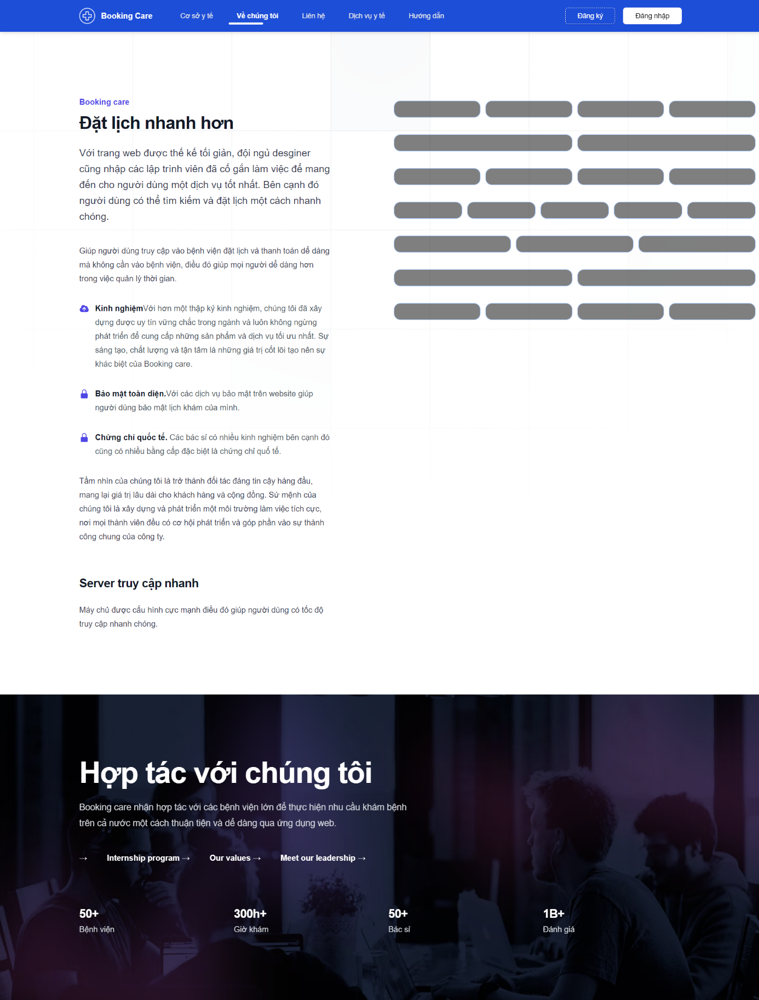 Booking Care
Cơ sở y tế
Về chúng tôi
Liên hệ
Dịch vụ y tế
Hướng dẫn
Đăng ký
Đăng nhập
Booking care
Đặt lịch nhanh hơn
Với trang web được thế kế tối giản, đội ngủ desginer
cũng nhập các lập trình viên đã cố gắn làm việc để mang
đến cho người dùng một dịch vụ tốt nhất. Bên cạnh đó
người dùng có thể tìm kiếm và đặt lịch một cách nhanh
chóng.
Giúp người dùng truy cập vào bệnh viện đặt lịch và thanh toán dể dàng
mà không cần vào bệnh viện, điều đó giúp mọi người dể dàng hơn
trong việc quản lý thời gian.
Kinh nghiệmVới hơn một thập kỷ kinh nghiệm, chúng tôi đã xây
dựng được uy tín vững chắc trong ngành và luôn không ngừng
phát triển để cung cấp những sản phẩm và dịch vụ tối ưu nhất. Sự
sáng tạo, chất lượng và tận tâm là những giá trị cốt lõi tạo nên sự
khác biệt của Booking care.
Bảo mật toàn diện.Với các dịch vụ bảo mật trên website giúp
người dùng bảo mật lịch khám của mình.
Chứng chỉ quốc tế. Các bác sĩ có nhiều kinh nghiệm bên cạnh đó
cũng có nhiều bằng cấp đặc biệt là chứng chỉ quố tế.
Tầm nhìn của chúng tôi là trở thành đối tác đáng tin cậy hàng đầu,
mang lại giá trị lâu dài cho khách hàng và cộng đồng. Sứ mệnh của
chúng tôi là xây dựng và phát triển một môi trường làm việc tích cực,
nơi mọi thành viên đều có cơ hội phát triển và góp phần vào sự thành
công chung của công ty.
Server truy cập nhanh
Máy chủ được cấu hình cực mạnh điều đó giúp người dùng có tốc độ
truy cập nhanh chóng.
Hợp tác với chúng tôi
Booking care nhận hợp tác với các bệnh viện lớn để thực hiện nhu cầu khám bệnh
trên cả nước một cách thuận tiện và dể dàng qua ứng dụng web.
→ Internship program → Our values → Meet our leadership →
50+
Bệnh viện
300h+
Giờ khám
50+
Bác sĩ
1B+
Đánh giá